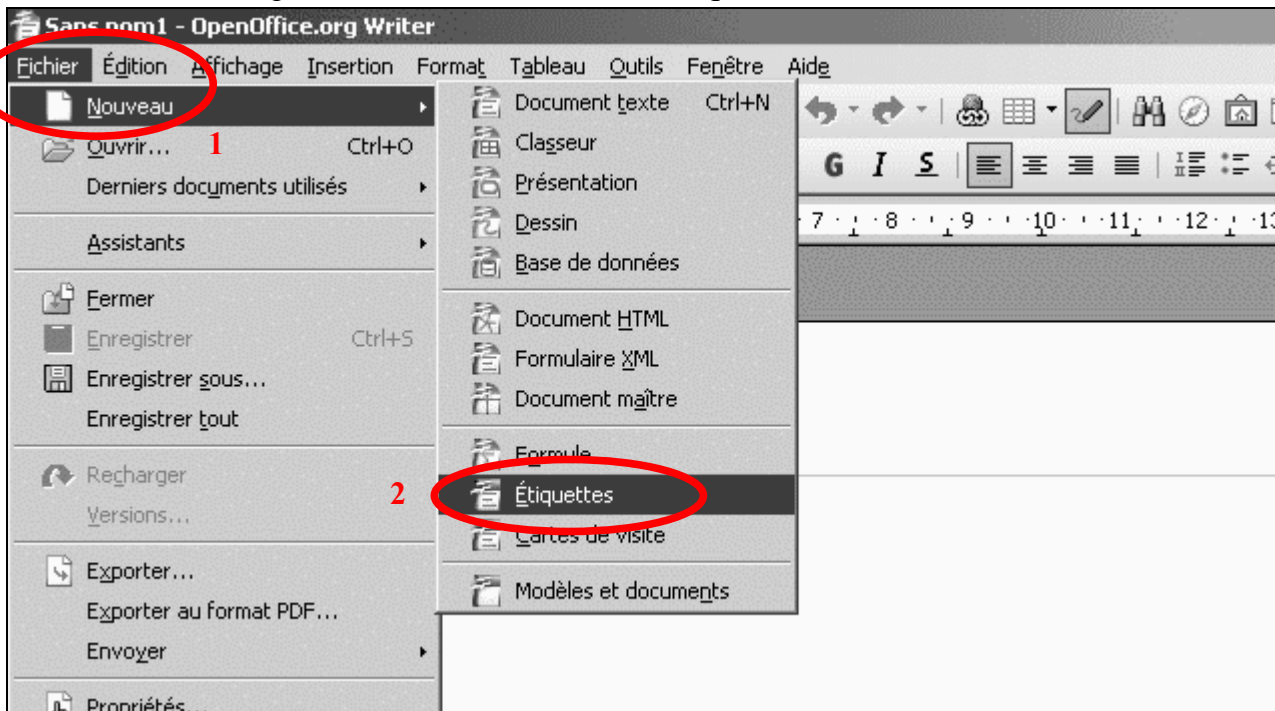 Sans nom1 - OpenOffice.org Writer
Fichier Édition Affichage Insertion Format Tableau Outils Fenêtre Aide
Nouveau
1
Ouvrir... Ctrl+O
Derniers documents utilisés
Assistants
Fermer
Enregistrer Ctrl+S
Enregistrer sous...
Enregistrer tout
Recharger
Versions...
Exporter...
Exporter au format PDF...
Envoyer
Propriétés...
Document texte Ctrl+N
Classeur
Présentation
Dessin
Base de données
Document HTML
Formulaire XML
Document maître
Formule
2
Étiquettes
Cartes de visite
Modèles et documents
G I S
7 8 9 10 11 12 13